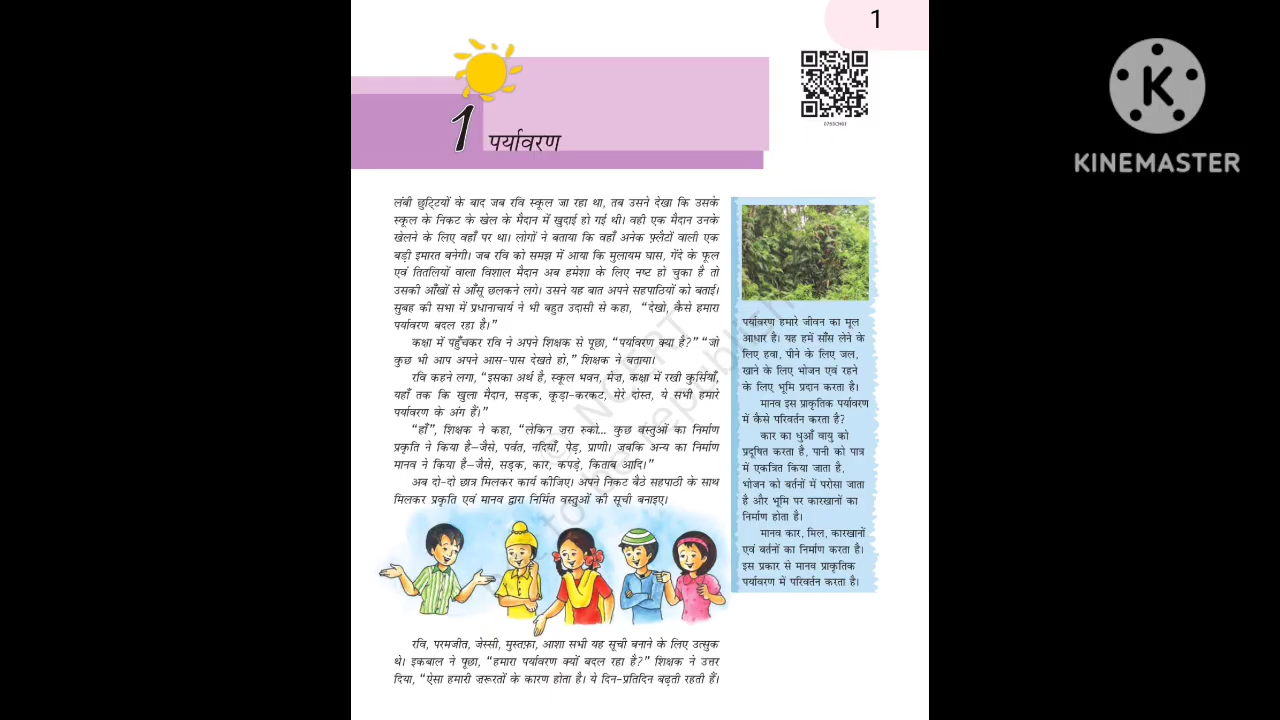 1
KINEMASTER
0760CH01
1 पर्यावरण
लंबी छुट्टियों के बाद जब रवि स्कूल जा रहा था, तब उसने देखा कि उसके
स्कूल के निकट के खेल के मैदान में खुदाई हो गई थी। वही एक मैदान उनके
खेलने के लिए वहाँ पर था। लोगों ने बताया कि वहाँ अनेक फ़्लैटों वाली एक
बड़ी इमारत बनेगी। जब रवि को समझ में आया कि मुलायम घास, गेंदे के फूल
एवं तितलियों वाला विशाल मैदान अब हमेशा के लिए नष्ट हो चुका है तो
उसकी आँखों से आँसू छलकने लगे। उसने यह बात अपने सहपाठियों को बताई।
सुबह की सभा में प्रधानाचार्य ने भी बहुत उदासी से कहा, “देखो, कैसे हमारा
पर्यावरण बदल रहा है।”
कक्षा में पहुँचकर रवि ने अपने शिक्षक से पूछा, “पर्यावरण क्या है?” “जो
कुछ भी आप अपने आस-पास देखते हो,” शिक्षक ने बताया।
रवि कहने लगा, “इसका अर्थ है, स्कूल भवन, मेज़, कक्षा में रखी कुर्सियाँ,
यहाँ तक कि खुला मैदान, सड़क, कूड़ा-करकट, मेरे दोस्त, ये सभी हमारे
पर्यावरण के अंग हैं।”
“हाँ”, शिक्षक ने कहा, “लेकिन ज़रा रुको... कुछ वस्तुओं का निर्माण
प्रकृति ने किया है—जैसे, पर्वत, नदियाँ, पेड़, प्राणी। जबकि अन्य का निर्माण
मानव ने किया है—जैसे, सड़क, कार, कपड़े, किताब आदि।”
अब दो-दो छात्र मिलकर कार्य कीजिए। अपने निकट बैठे सहपाठी के साथ
मिलकर प्रकृति एवं मानव द्वारा निर्मित वस्तुओं की सूची बनाइए।
रवि, परमजीत, जेस्सी, मुस्तफ़ा, आशा सभी यह सूची बनाने के लिए उत्सुक
थे। इकबाल ने पूछा, “हमारा पर्यावरण क्यों बदल रहा है?” शिक्षक ने उत्तर
दिया, “ऐसा हमारी ज़रूरतों के कारण होता है। ये दिन-प्रतिदिन बढ़ती रहती हैं।
पर्यावरण हमारे जीवन का मूल
आधार है। यह हमें साँस लेने के
लिए हवा, पीने के लिए जल,
खाने के लिए भोजन एवं रहने
के लिए भूमि प्रदान करता है।
मानव इस प्राकृतिक पर्यावरण
में कैसे परिवर्तन करता है?
कार का धुआँ वायु को
प्रदूषित करता है, पानी को पात्र
में एकत्रित किया जाता है,
भोजन को बर्तनों में परोसा जाता
है और भूमि पर कारखानों का
निर्माण होता है।
मानव कार, मिल, कारखानों
एवं बर्तनों का निर्माण करता है।
इस प्रकार से मानव प्राकृतिक
पर्यावरण में परिवर्तन करता है।